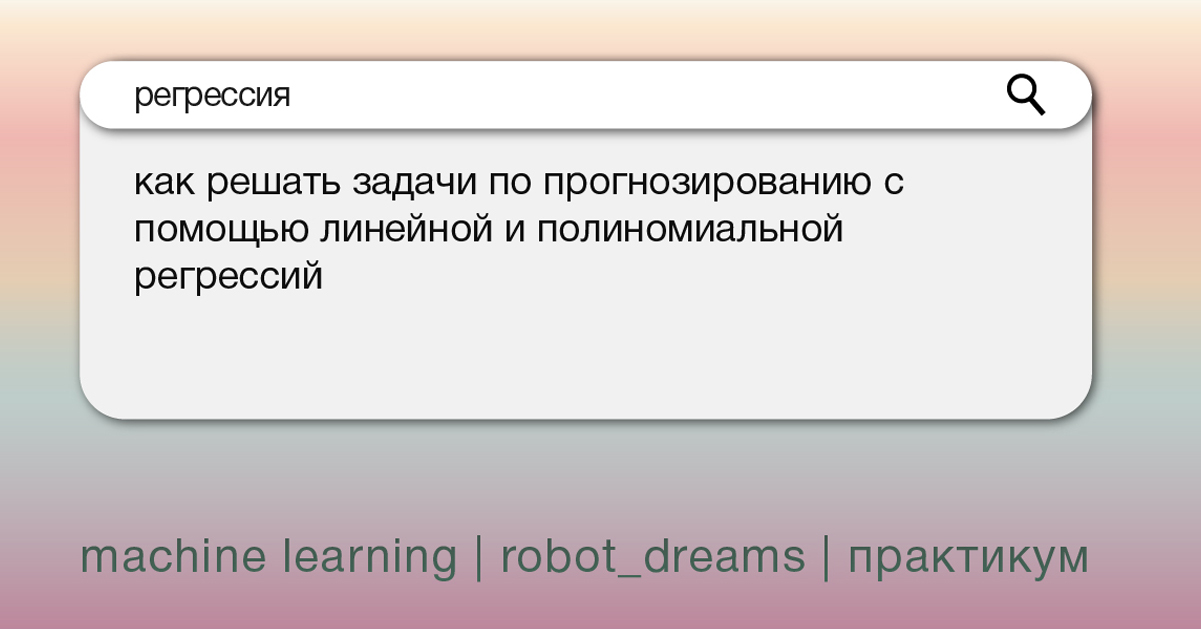 регрессия
как решать задачи по прогнозированию с
помощью линейной и полиномиальной
регрессий
machine learning | robot_dreams | практикум